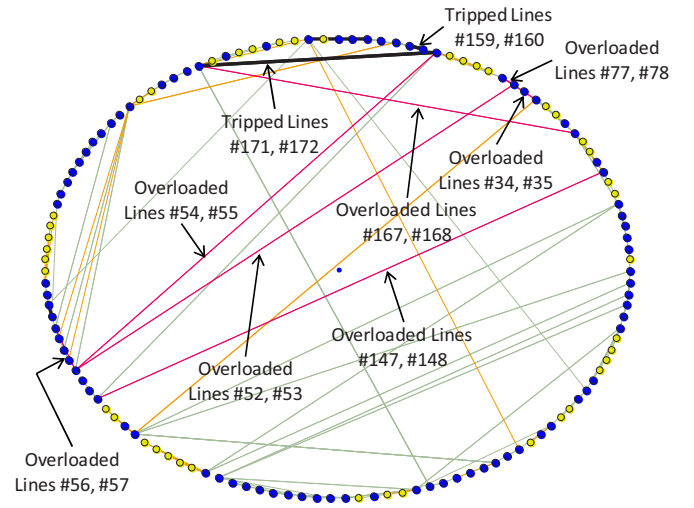 Tripped Lines
#159, #160
Overloaded
Lines #77, #78
Tripped Lines
#171, #172
Overloaded
Lines #34, #35
Overloaded
Lines #54, #55
Overloaded Lines
#167, #168
Overloaded Lines
#147, #148
Overloaded
Lines #52, #53
Overloaded
Lines #56, #57